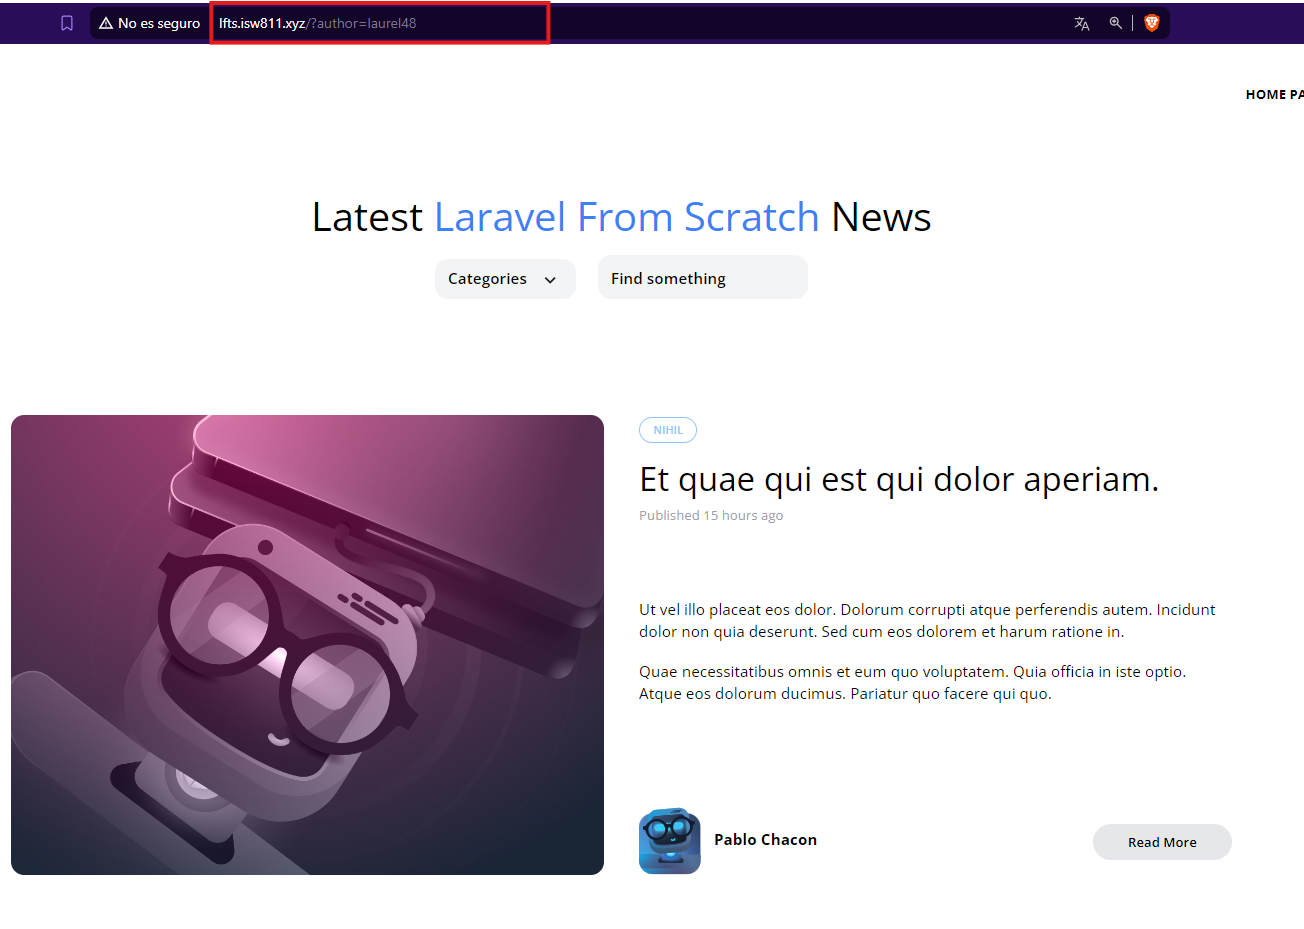 No es seguro lfts.isw811.xyz/?author=laurel48
HOME PA
Latest Laravel From Scratch News
Categories Find something
NIHIL
Et quae qui est qui dolor aperiam.
Published 15 hours ago
Ut vel illo placeat eos dolor. Dolorum corrupti atque perferendis autem. Incidunt
dolor non quia deserunt. Sed cum eos dolorem et harum ratione in.
Quae necessitatibus omnis et eum quo voluptatem. Quia officia in iste optio.
Atque eos dolorum ducimus. Pariatur quo facere qui quo.
Pablo Chacon Read More